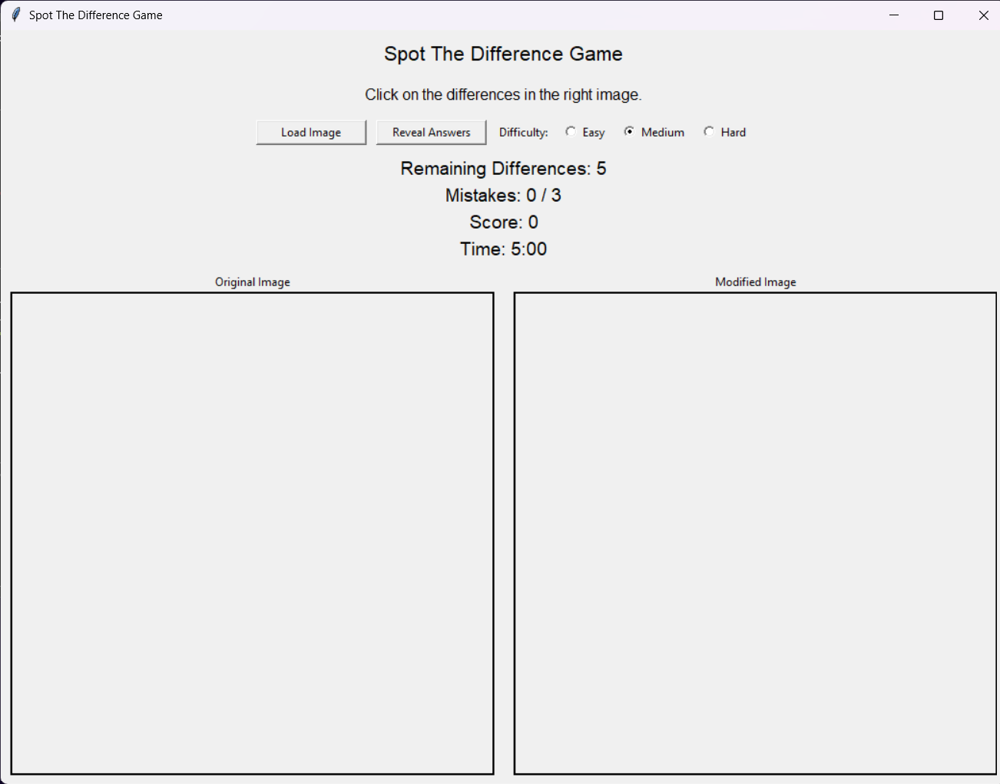 Spot The Difference Game
Spot The Difference Game
Click on the differences in the right image.
Load Image Reveal Answers Difficulty: Easy Medium Hard
Remaining Differences: 5
Mistakes: 0 / 3
Score: 0
Time: 5:00
Original Image Modified Image